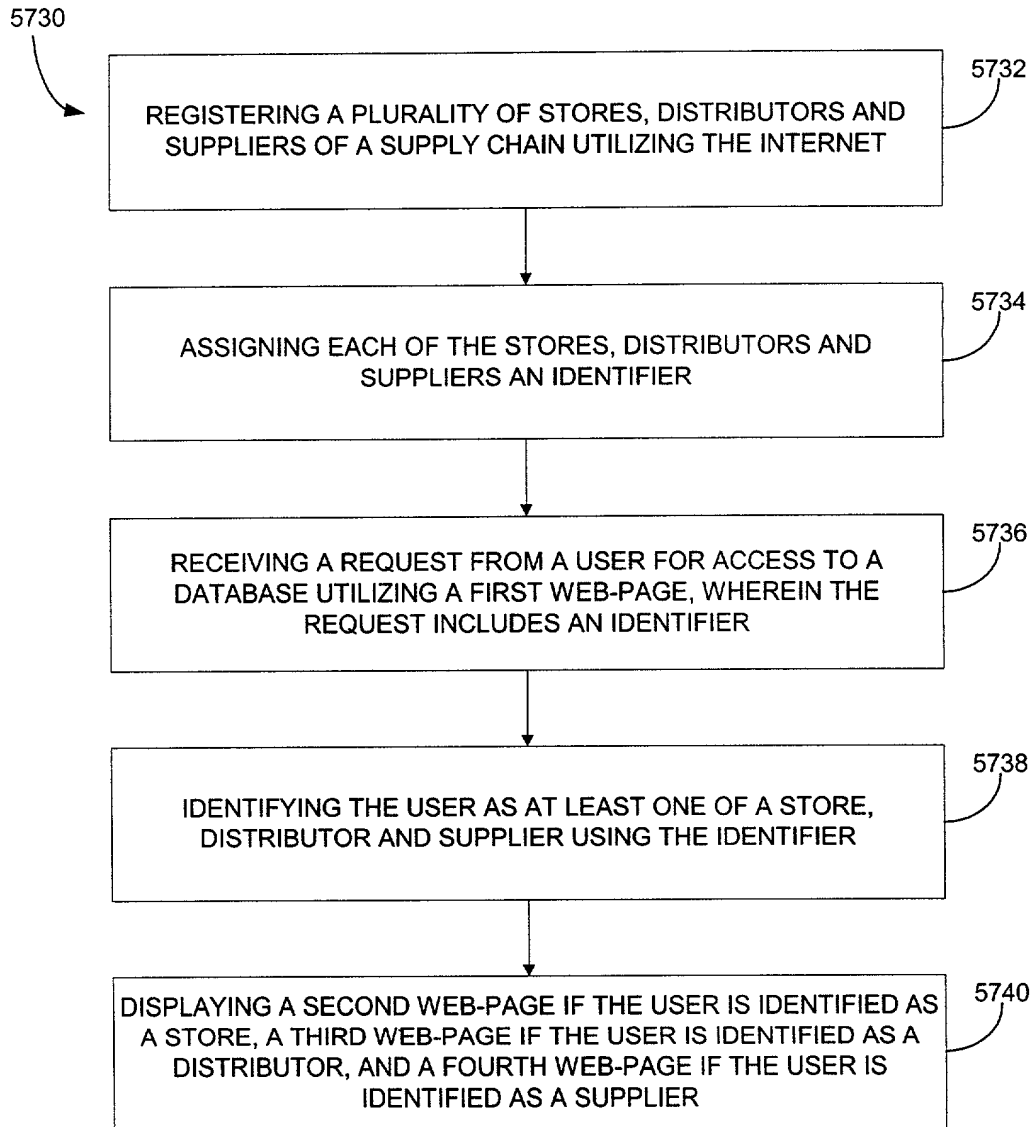 5730
5732
REGISTERING A PLURALITY OF STORES, DISTRIBUTORS AND
SUPPLIERS OF A SUPPLY CHAIN UTILIZING THE INTERNET
5734
ASSIGNING EACH OF THE STORES, DISTRIBUTORS AND
SUPPLIERS AN IDENTIFIER
5736
RECEIVING A REQUEST FROM A USER FOR ACCESS TO A
DATABASE UTILIZING A FIRST WEB-PAGE, WHEREIN THE
REQUEST INCLUDES AN IDENTIFIER
5738
IDENTIFYING THE USER AS AT LEAST ONE OF A STORE,
DISTRIBUTOR AND SUPPLIER USING THE IDENTIFIER
5740
DISPLAYING A SECOND WEB-PAGE IF THE USER IS IDENTIFIED AS
A STORE, A THIRD WEB-PAGE IF THE USER IS IDENTIFIED AS A
DISTRIBUTOR, AND A FOURTH WEB-PAGE IF THE USER IS
IDENTIFIED AS A SUPPLIER